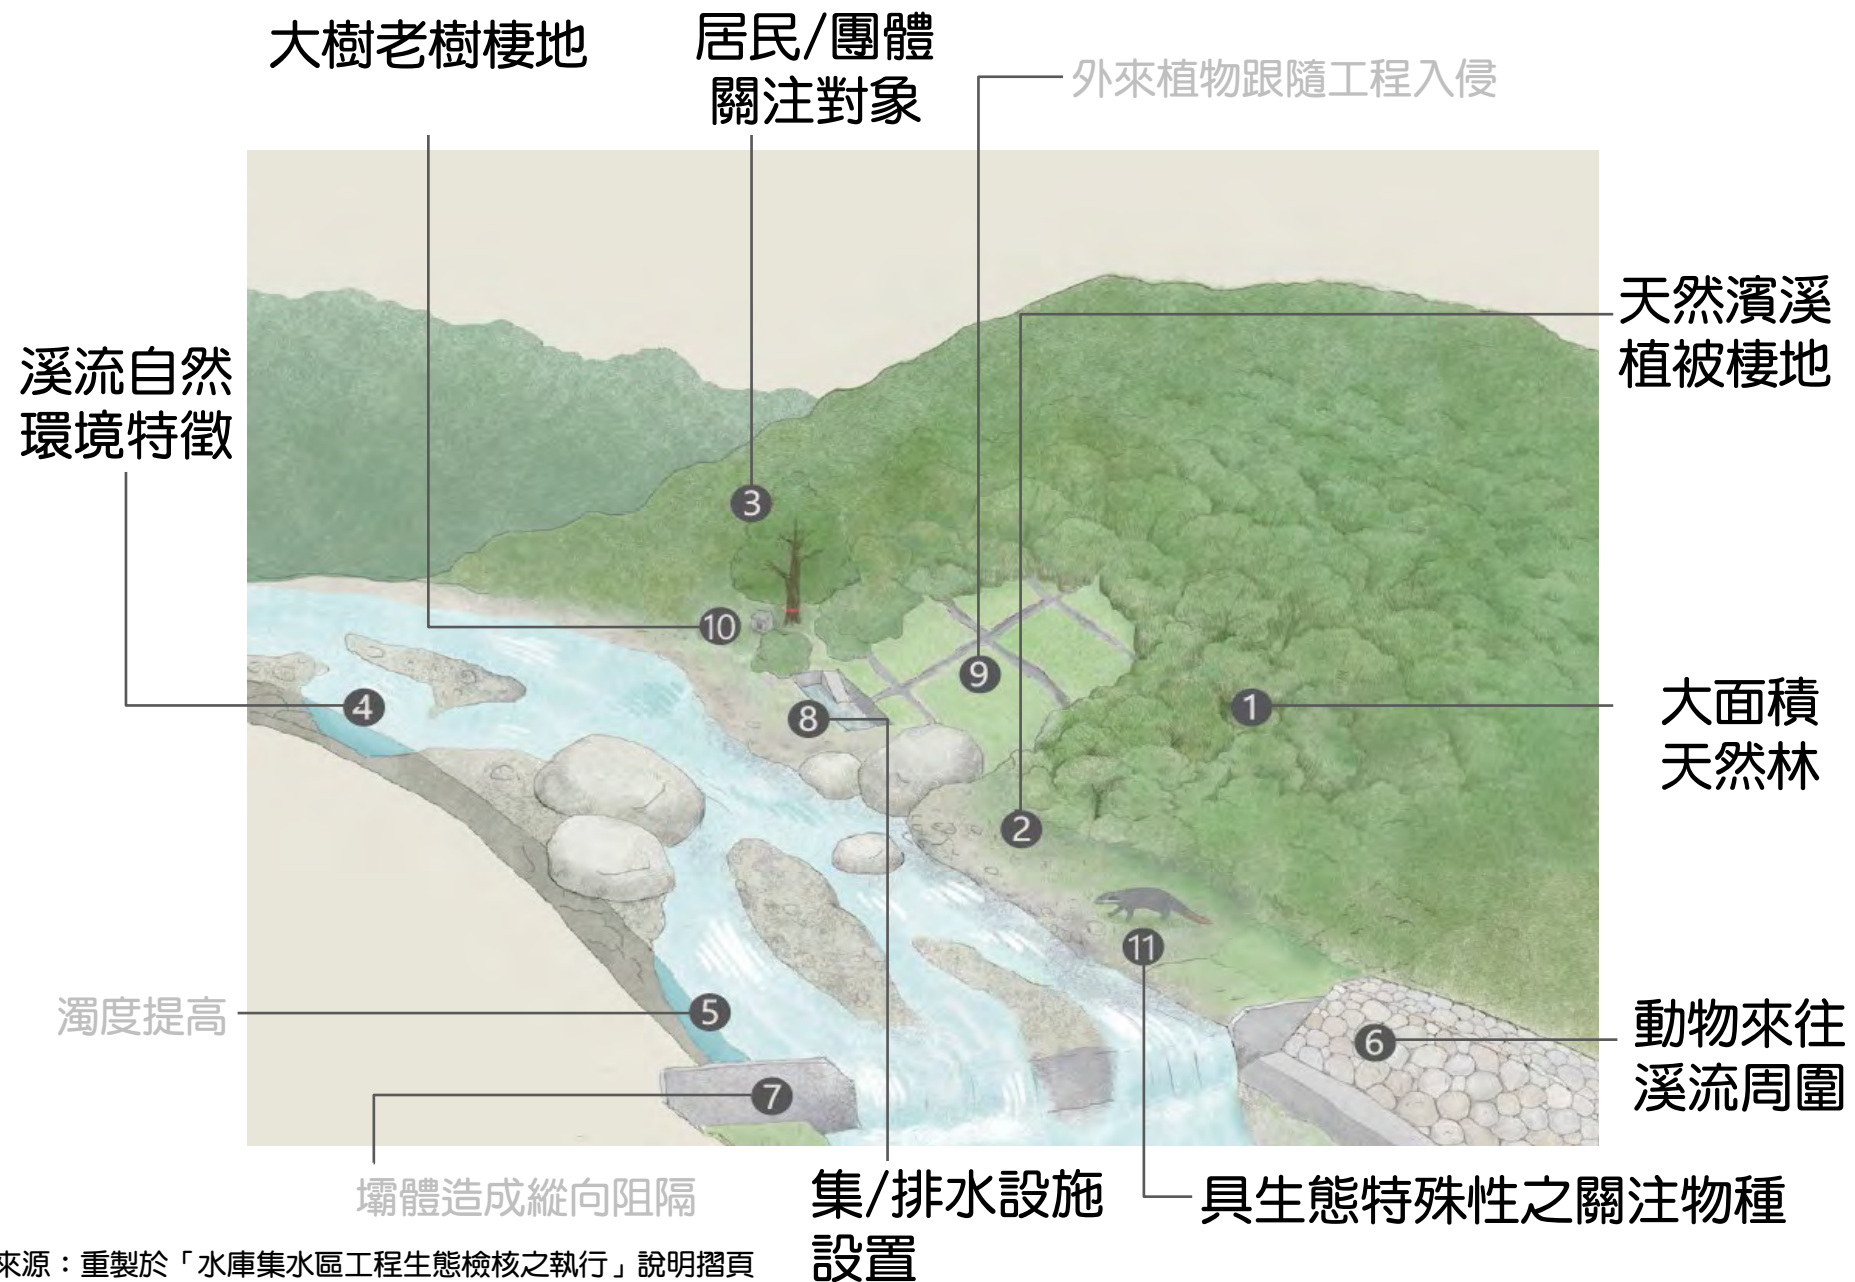 大樹老樹棲地
居民/團體
關注對象
外來植物跟隨工程入侵
天然濱溪
植被棲地
溪流自然
環境特徵
3
10
9
4
8
1
大面積
天然林
2
11
濁度提高
5
6
動物來往
溪流周圍
7
壩體造成縱向阻隔
集/排水設施
設置
具生態特殊性之關注物種
來源：重製於「水庫集水區工程生態檢核之執行」說明摺頁